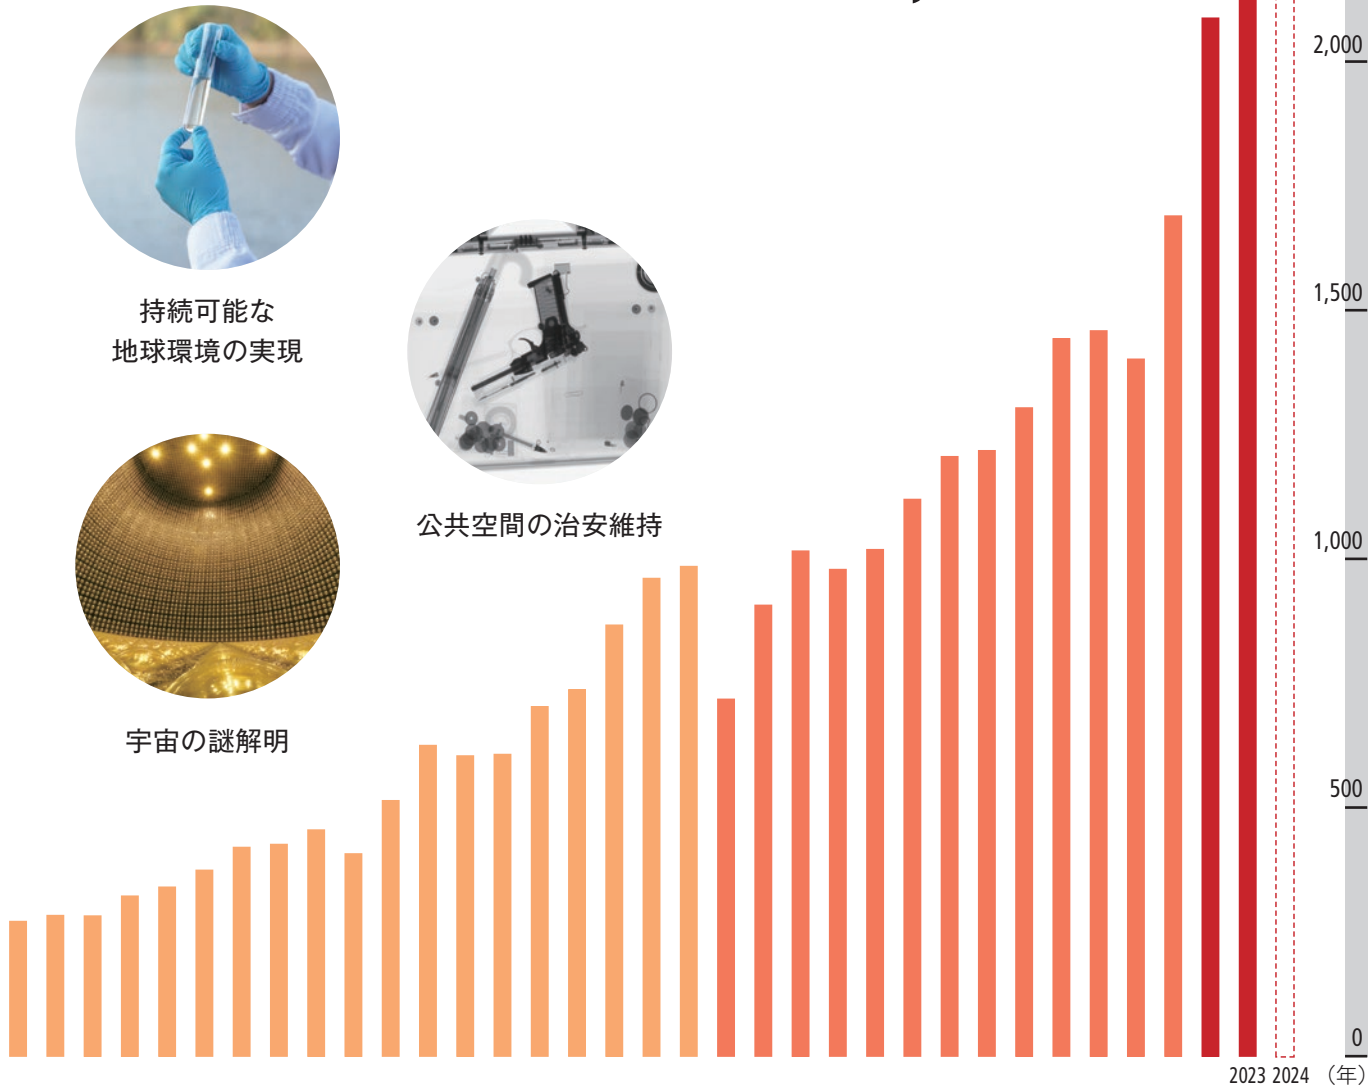 持続可能な
地球環境の実現
公共空間の治安維持
宇宙の謎解明
2,000
1,500
1,000
500
0
2023 2024 (年)